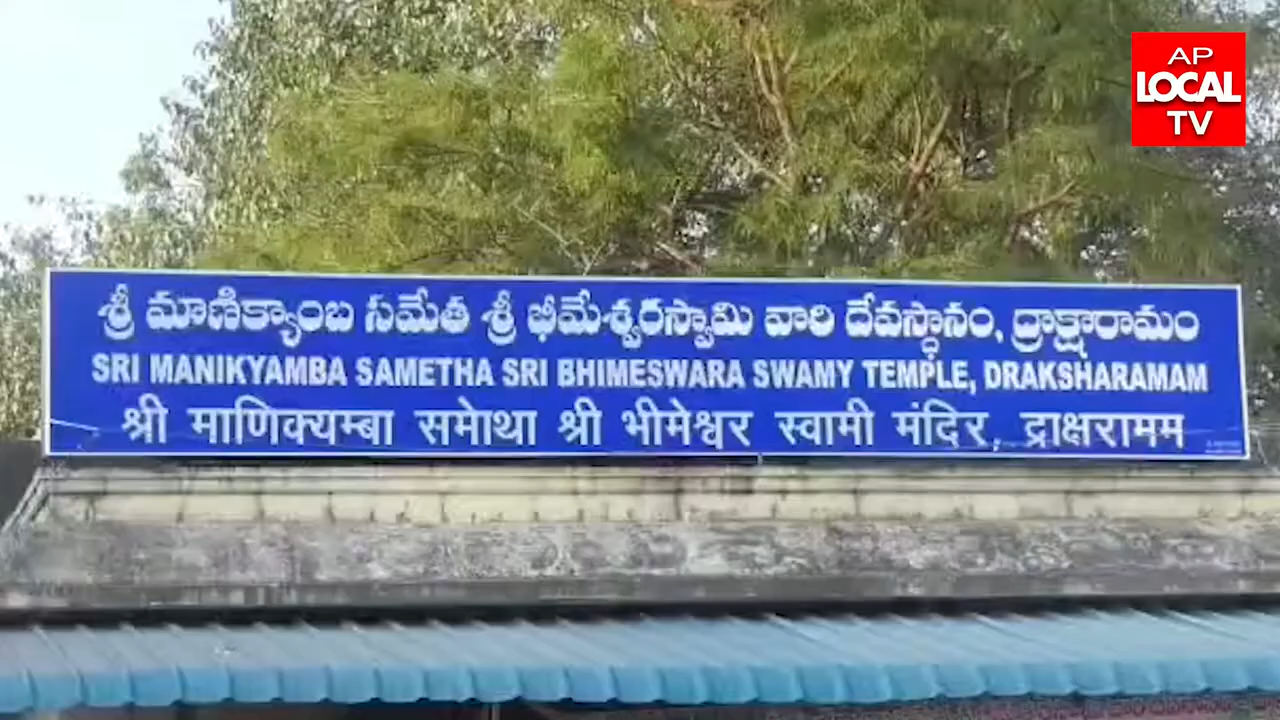 AP
LOCAL
TV
శ్రీ మాణిక్యాంబ సమేత శ్రీ భీమేశ్వరస్వామి వారి దేవస్థానం, ద్రాక్షారామం
SRI MANIKYAMBA SAMETHA SRI BHIMESWARA SWAMY TEMPLE, DRAKSHARAMAM
श्री माणिक्यम्बा समोथा श्री भीमेश्वर स्वामी मंदिर, द्राक्षरामम